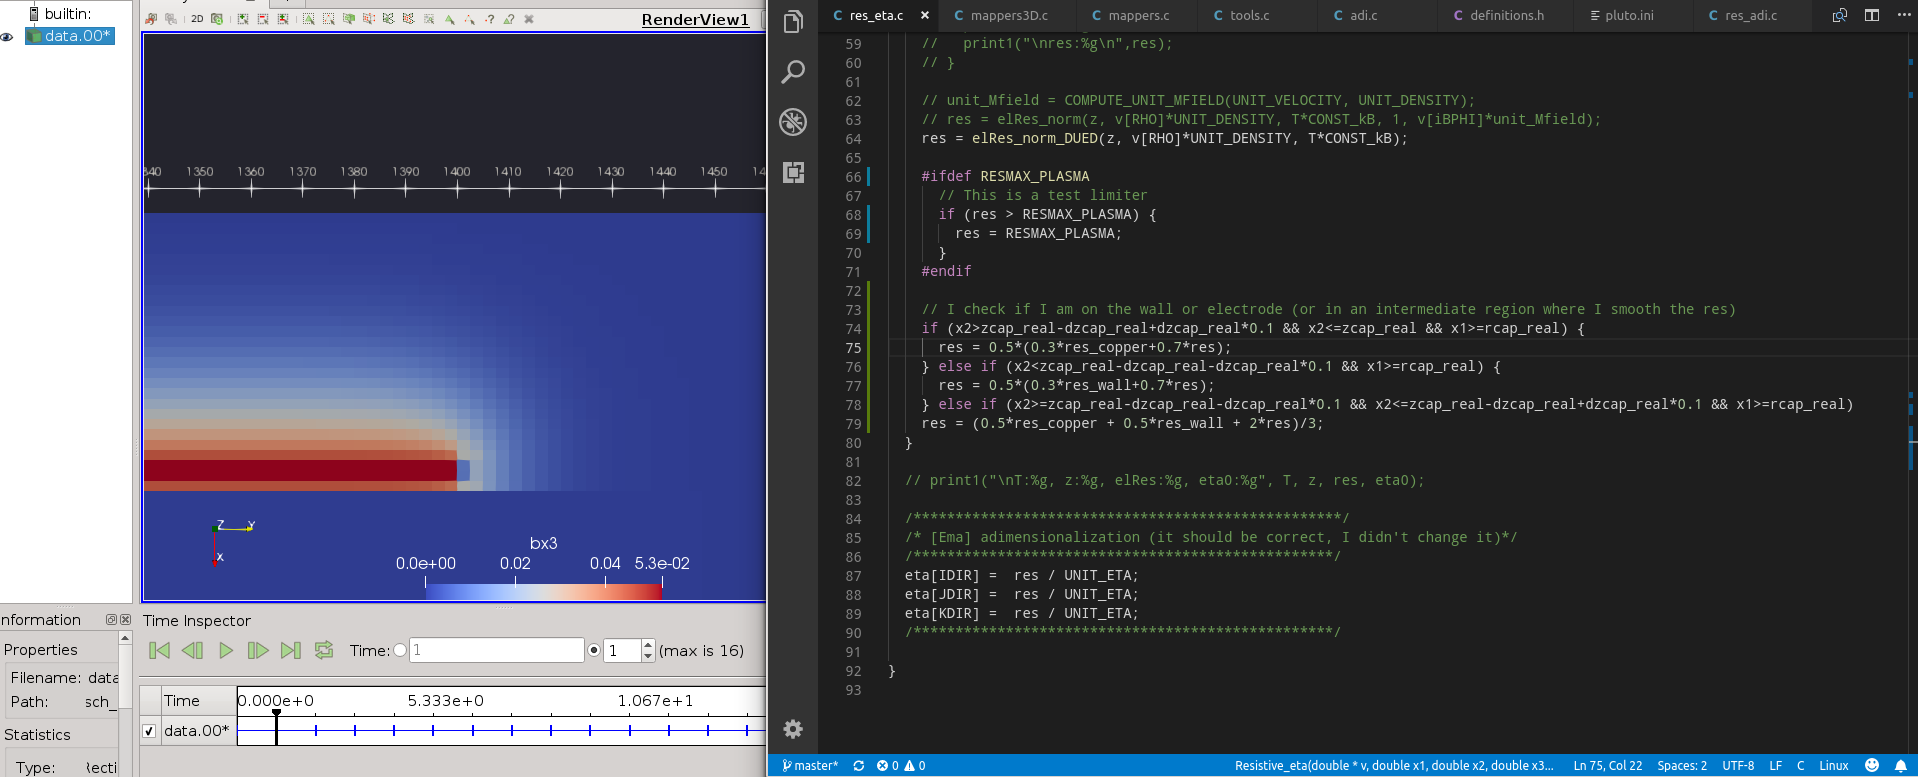 builtin:
data.00*
2D
RenderView1
340 1350 1360 1370 1380 1390 1400 1410 1420 1430 1440 1450
Z Y
X
bx3
0.0e+00 0.02 0.04 5.3e-02
nformation
Properties
Filename: data
Path: sch_
Statistics
Type: Recti
Time Inspector
Time: 1 1 (max is 16)
Time 0.000e+0 5.333e+0 1.067e+1
data.00*
C res_eta.c × C mappers3D.c C mappers.c C tools.c C adi.c C definitions.h pluto.ini C res_adi.c
59 // print1("\nres:%g\n",res);
60 // }
61
62 // unit_Mfield = COMPUTE_UNIT_MFIELD(UNIT_VELOCITY, UNIT_DENSITY);
63 // res = elRes_norm(z, v[RHO]*UNIT_DENSITY, T*CONST_kB, 1, v[iBPHI]*unit_Mfield);
64 res = elRes_norm_DUED(z, v[RHO]*UNIT_DENSITY, T*CONST_kB);
65
66 #ifdef RESMAX_PLASMA
67 // This is a test limiter
68 if (res > RESMAX_PLASMA) {
69 res = RESMAX_PLASMA;
70 }
71 #endif
72
73 // I check if I am on the wall or electrode (or in an intermediate region where I smooth the res)
74 if (x2>zcap_real-dzcap_real+dzcap_real*0.1 && x2<=zcap_real && x1>=rcap_real) {
75 res = 0.5*(0.3*res_copper+0.7*res);
76 } else if (x2<zcap_real-dzcap_real-dzcap_real*0.1 && x1>=rcap_real) {
77 res = 0.5*(0.3*res_wall+0.7*res);
78 } else if (x2>=zcap_real-dzcap_real-dzcap_real*0.1 && x2<=zcap_real-dzcap_real+dzcap_real*0.1 && x1>=rcap_real)
79 res = (0.5*res_copper + 0.5*res_wall + 2*res)/3;
80 }
81
82 // print1("\nT:%g, z:%g, elRes:%g, eta0:%g", T, z, res, eta0);
83
84 /****************************************************/
85 /* [Ema] adimensionalization (it should be correct, I didn't change it)*/
86 /**************************************************/
87 eta[IDIR] = res / UNIT_ETA;
88 eta[JDIR] = res / UNIT_ETA;
89 eta[KDIR] = res / UNIT_ETA;
90 /**************************************************/
91
92 }
93
master* 0 0 Resistive_eta(double * v, double x1, double x2, double x3... Ln 75, Col 22 Spaces: 2 UTF-8 LF C Linux